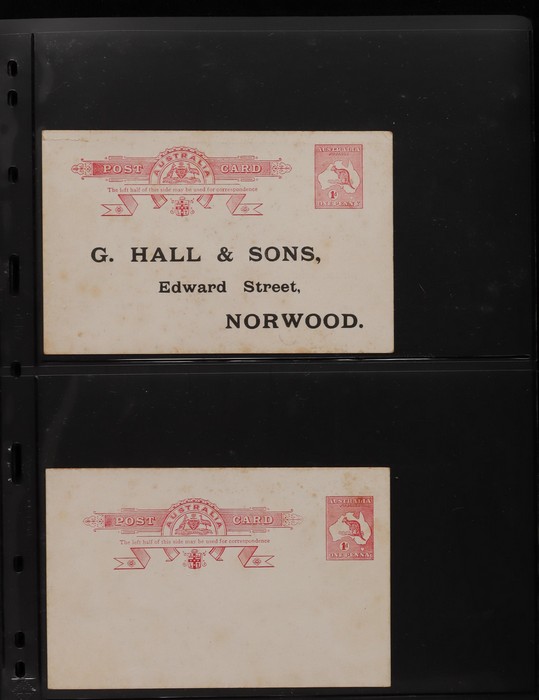 POST AUSTRALIA CARD
The left half of this side may be used for correspondence
AUSTRALIA
1d
ONE PENNY
G. HALL & SONS,
Edward Street,
NORWOOD.
POST AUSTRALIA CARD
The left half of this side may be used for correspondence
AUSTRALIA
1d
ONE PENNY